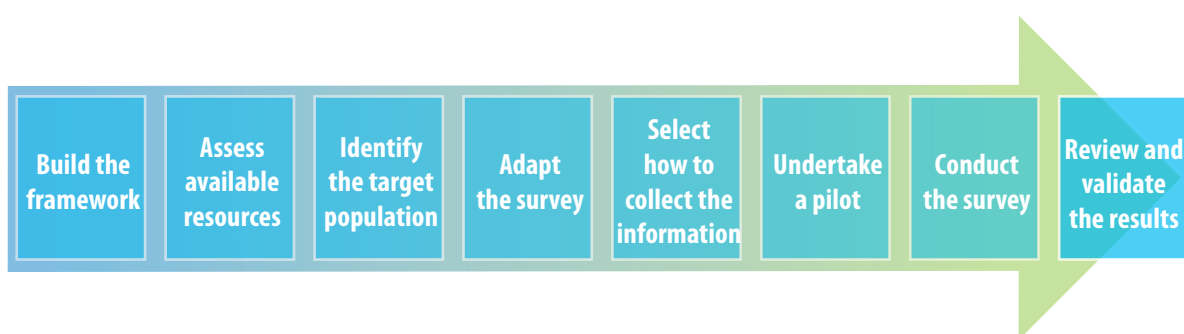 Build the
framework
Assess
available
resources
Identify
the target
population
Adapt
the survey
Select
how to
collect the
information
Undertake
a pilot
Conduct
the survey
Review and
validate
the results